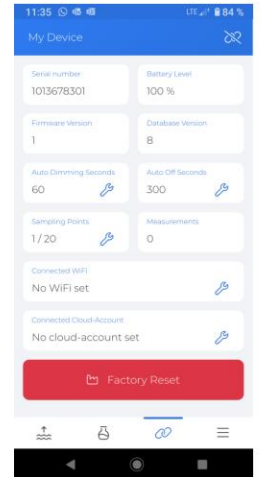 11:35 LTE 84 %
My Device
Serial number Battery Level
1013678301 100 %
Firmware Version Database Version
1 8
Auto Dimming Seconds Auto Off Seconds
60 300
Sampling Points Measurements
1 / 20 0
Connected WiFi
No WiFi set
Connected Cloud-Account
No cloud-account set
Factory Reset